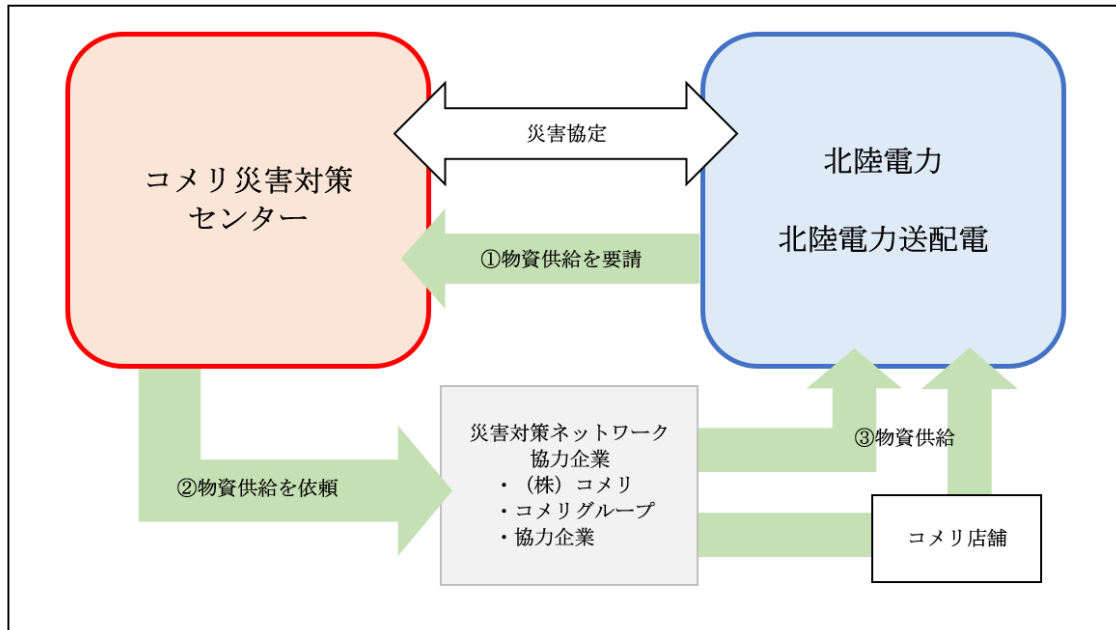 コメリ災害対策
センター
災害協定
北陸電力
北陸電力送配電
①物資供給を要請
②物資供給を依頼
災害対策ネットワーク
協力企業
・（株）コメリ
・コメリグループ
・協力企業
③物資供給
コメリ店舗